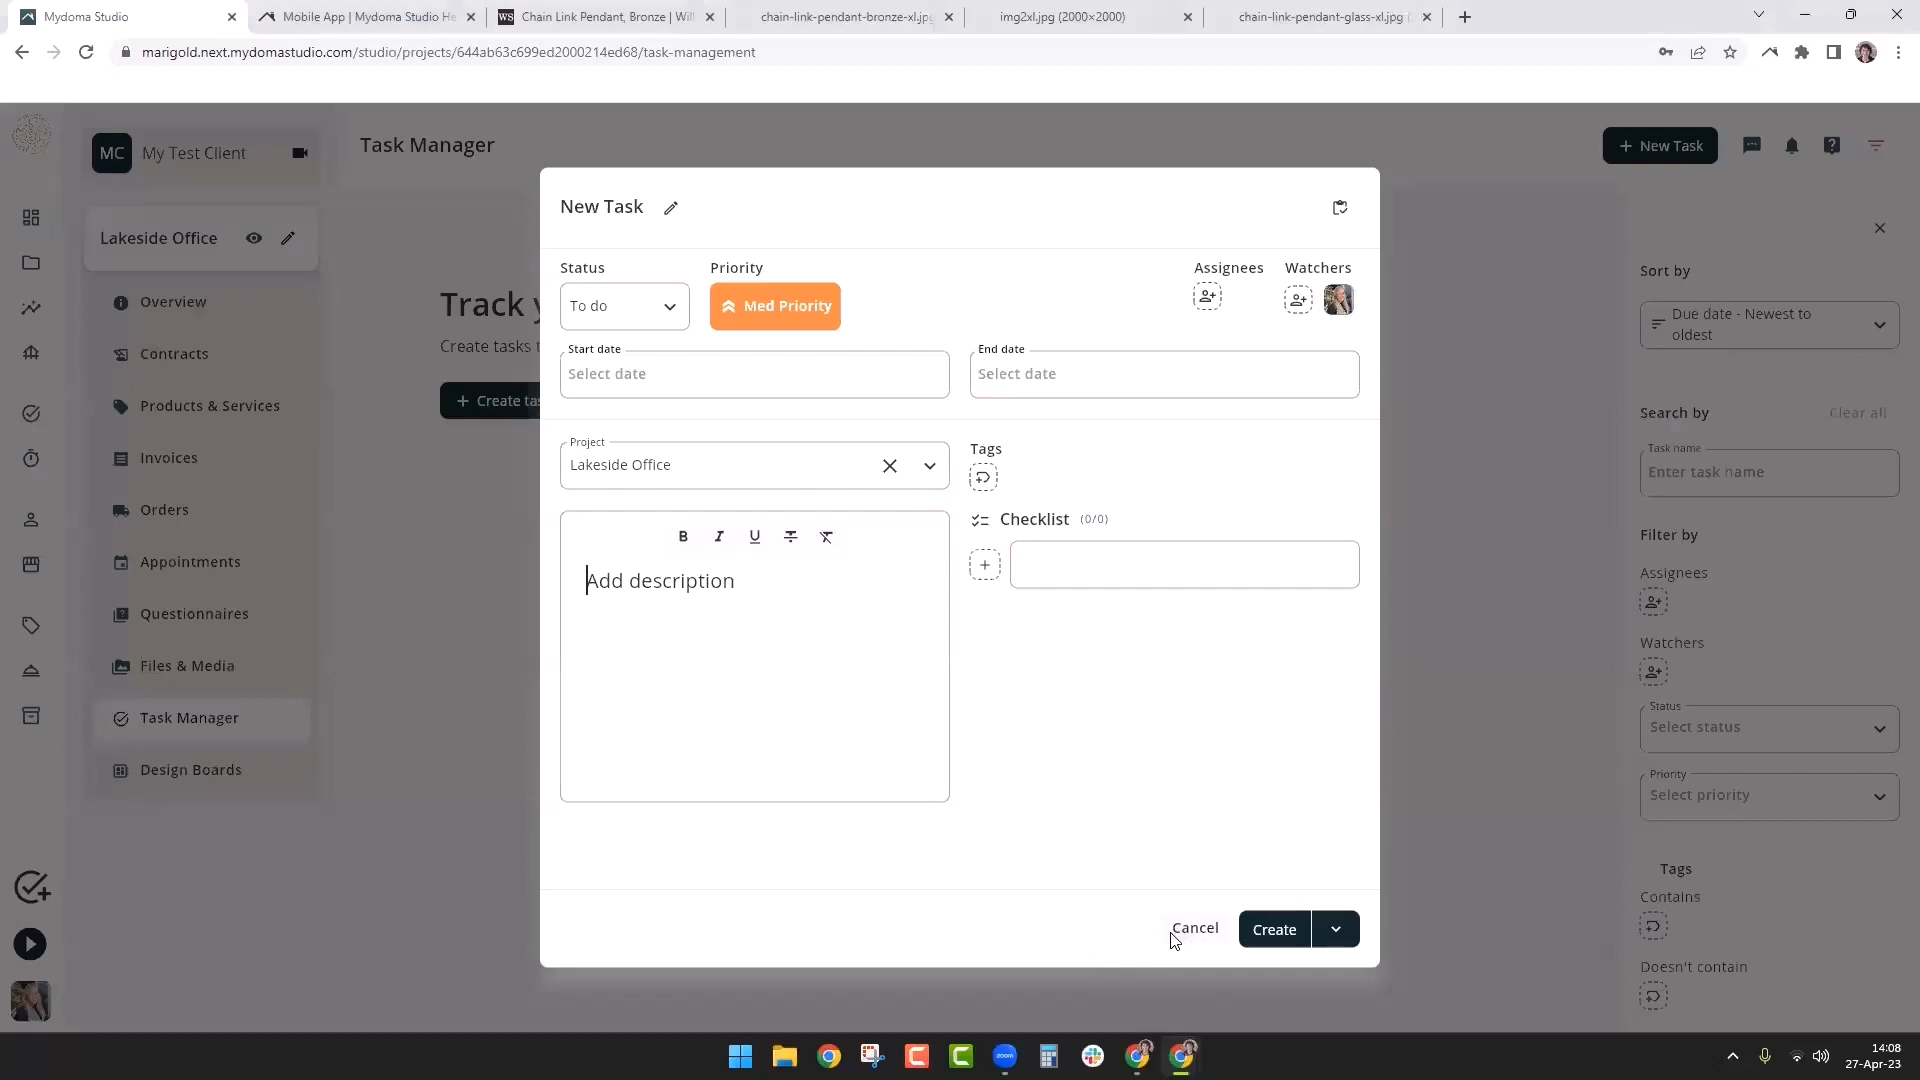 Mydoma Studio
Mobile App | Mydoma Studio He
WS Chain Link Pendant, Bronze | Will
chain-link-pendant-bronze-xl.jp
img2xl.jpg (2000×2000)
chain-link-pendant-glass-xl.jpg (
marigold.next.mydomastudio.com/studio/projects/644ab63c699ed2000214ed68/task-management
MC My Test Client
Task Manager
+ New Task
Lakeside Office
Overview
Contracts
Products & Services
Invoices
Orders
Appointments
Questionnaires
Files & Media
Task Manager
Design Boards
Track y
Create tasks t
+ Create tas
New Task
Status
To do
Priority
Med Priority
Assignees
Watchers
Start date
Select date
End date
Select date
Project
Lakeside Office
Tags
B I U
Add description
Checklist (0/0)
Cancel
Create
Sort by
Due date - Newest to
oldest
Search by
Clear all
Task name
Enter task name
Filter by
Assignees
Watchers
Status
Select status
Priority
Select priority
Tags
Contains
Doesn't contain
zoom
14:08
27-Apr-23